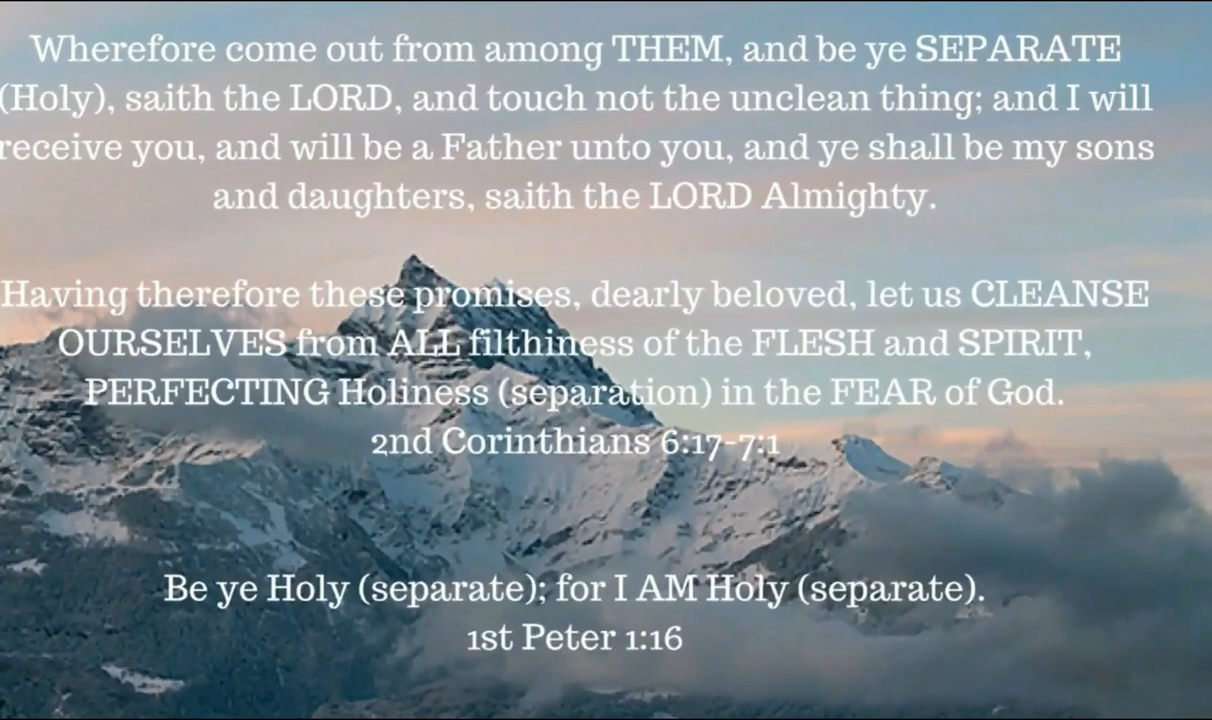 Wherefore come out from among THEM, and be ye SEPARATE
(Holy), saith the LORD, and touch not the unclean thing; and I will
receive you, and will be a Father unto you, and ye shall be my sons
and daughters, saith the LORD Almighty.
Having therefore these promises, dearly beloved, let us CLEANSE
OURSELVES from ALL filthiness of the FLESH and SPIRIT,
PERFECTING Holiness (separation) in the FEAR of God.
2nd Corinthians 6:17-7:1
Be ye Holy (separate); for I AM Holy (separate).
1st Peter 1:16